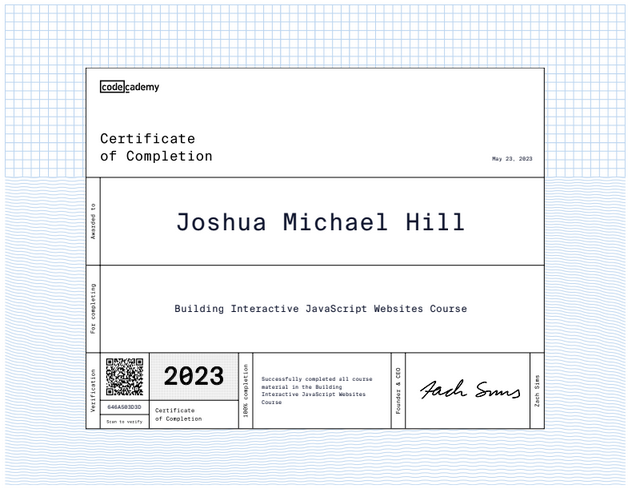 codecademy
Certificate
of Completion
May 23, 2023
Awarded to
Joshua Michael Hill
For completing
Building Interactive JavaScript Websites Course
Verification
646A503D3D
Scan to verify
2023
Certificate
of Completion
100% completion
Successfully completed all course
material in the Building
Interactive JavaScript Websites
Course
Founder & CEO
Zach Sims
Zach Sims